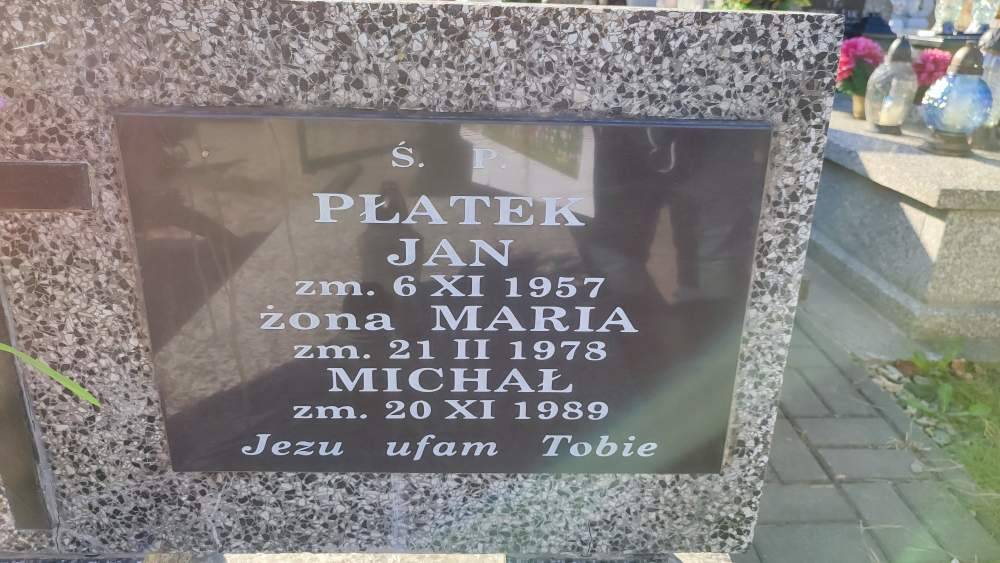 Ś. P.
PŁATEK
JAN
zm. 6 XI 1957
żona MARIA
zm. 21 II 1978
MICHAŁ
zm. 20 XI 1989
Jezu ufam Tobie